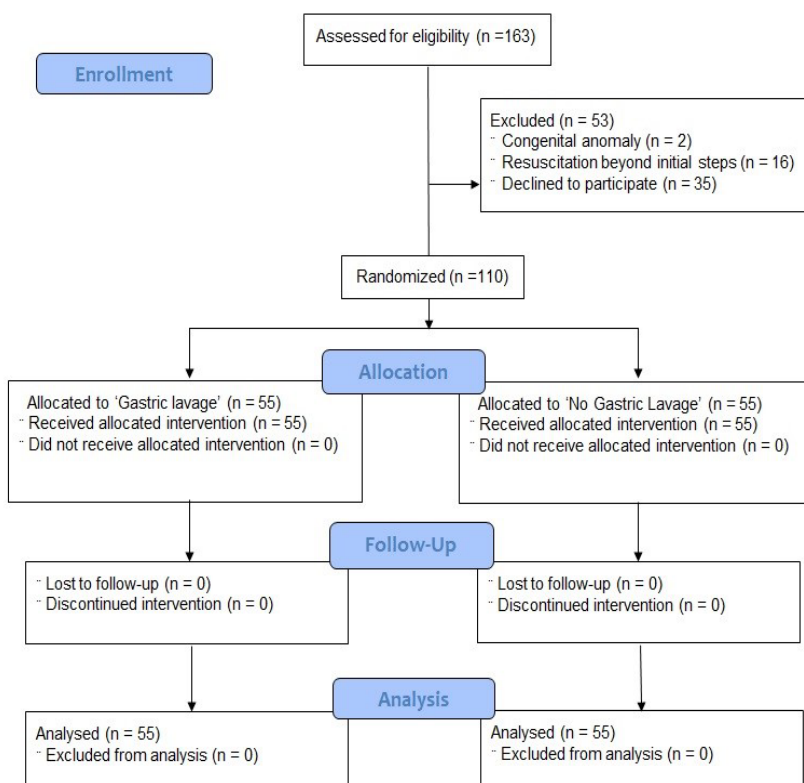 Assessed for eligibility (n =163)
Enrollment
Excluded (n = 53)
¨ Congenital anomaly (n = 2)
¨ Resuscitation beyond initial steps (n = 16)
¨ Declined to participate (n = 35)
Randomized (n =110)
Allocation
Allocated to ‘Gastric lavage’ (n = 55)
¨ Received allocated intervention (n = 55)
¨ Did not receive allocated intervention (n = 0)
Allocated to ‘No Gastric Lavage’ (n = 55)
¨ Received allocated intervention (n = 55)
¨ Did not receive allocated intervention (n = 0)
Follow-Up
¨ Lost to follow-up (n = 0)
¨ Discontinued intervention (n = 0)
¨ Lost to follow-up (n = 0)
¨ Discontinued intervention (n = 0)
Analysis
Analysed (n = 55)
¨ Excluded from analysis (n = 0)
Analysed (n = 55)
¨ Excluded from analysis (n = 0)